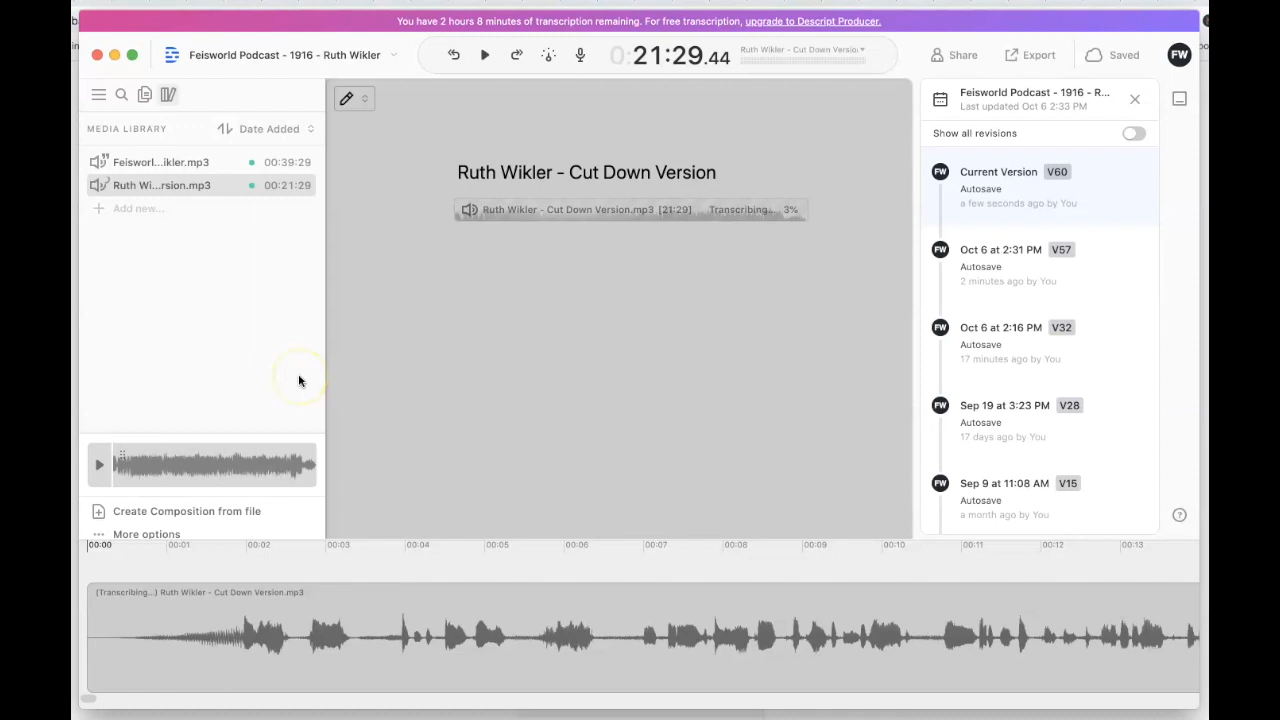 You have 2 hours 8 minutes of transcription remaining. For free transcription, upgrade to Descript Producer.
Feisworld Podcast - 1916 - Ruth Wikler
0:21:29.44
Ruth Wikler - Cut Down Versio
Share
Export
Saved
FW
MEDIA LIBRARY
Date Added
Feisworl...ikler.mp3 00:39:29
Ruth Wi...rsion.mp3 00:21:29
Add new...
Create Composition from file
More options
Ruth Wikler - Cut Down Version
Ruth Wikler - Cut Down Version.mp3 [21:29] Transcribing... 3%
Feisworld Podcast - 1916 - R...
Last updated Oct 6 2:33 PM
Show all revisions
FW Current Version V60
Autosave
a few seconds ago by You
FW Oct 6 at 2:31 PM V57
Autosave
2 minutes ago by You
FW Oct 6 at 2:16 PM V32
Autosave
17 minutes ago by You
FW Sep 19 at 3:23 PM V28
Autosave
17 days ago by You
FW Sep 9 at 11:08 AM V15
Autosave
a month ago by You
00:00 00:01 00:02 00:03 00:04 00:05 00:06 00:07 00:08 00:09 00:10 00:11 00:12 00:13
(Transcribing...) Ruth Wikler - Cut Down Version.mp3